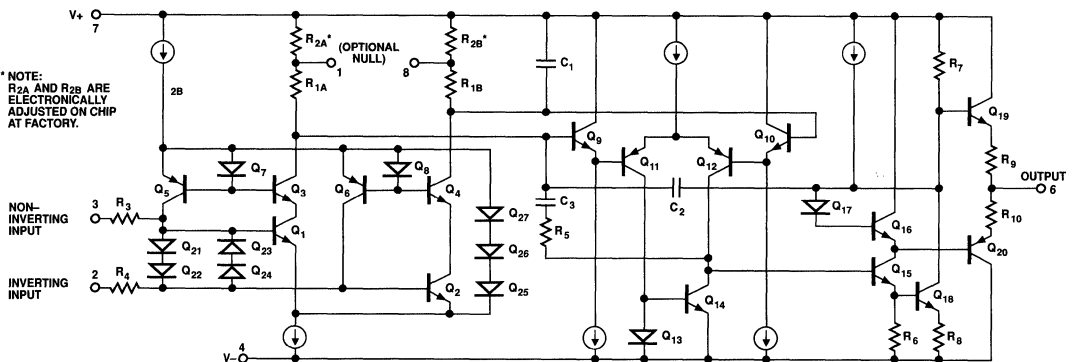 V+
7
R2A*
(OPTIONAL
NULL)
1
8
R2B*
R1A
R1B
C1
R7
* NOTE:
R2A AND R2B ARE
ELECTRONICALLY
ADJUSTED ON CHIP
AT FACTORY.
2B
Q9
Q10
Q19
Q11
Q12
Q7
Q8
Q5
Q3
Q6
Q4
R9
OUTPUT
6
NON–
INVERTING
INPUT
3
R3
C3
C2
Q17
R10
Q27
Q1
Q16
Q21
Q23
R5
Q26
Q20
Q22
Q24
INVERTING
INPUT
2
R4
Q2
Q25
Q15
Q14
Q18
Q13
R6
R8
V–
4